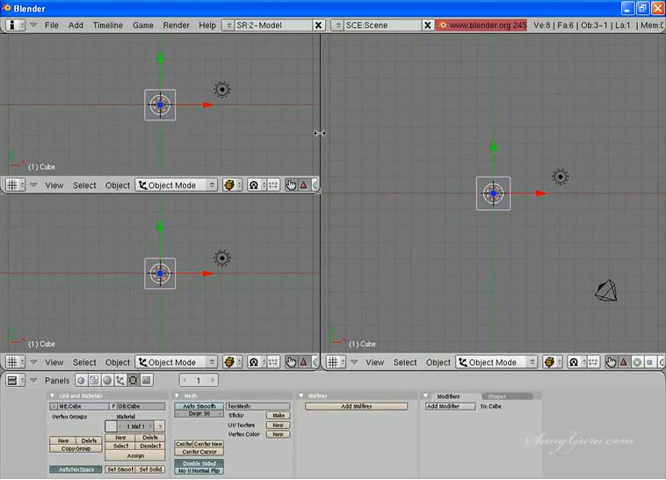 Blender
File Add Timeline Game Render Help SR:2-Model SCE:Scene www.blender.org 245 Ve:8 | Fa:6 | Ob:3-1 | La:1 | Mem:0
(1) Cube
View Select Object Object Mode
(1) Cube
View Select Object Object Mode
(1) Cube
View Select Object Object Mode
Panels 1
Link and Materials Mesh Multires Modifiers Shapes
ME:Cube F OB:Cube Auto Smooth TexMesh: Add Multires Add Modifier To: Cube
Vertex Groups Material Degr: 30 Sticky Make
1 Mat 1 ? UV Texture New
New Delete New Delete Vertex Color New
Copy Group Select Deselect Center Center New
Assign Center Cursor
AutoTexSpace Set Smoot Set Solid Double Sided
No V.Normal Flip
SangGuru.com